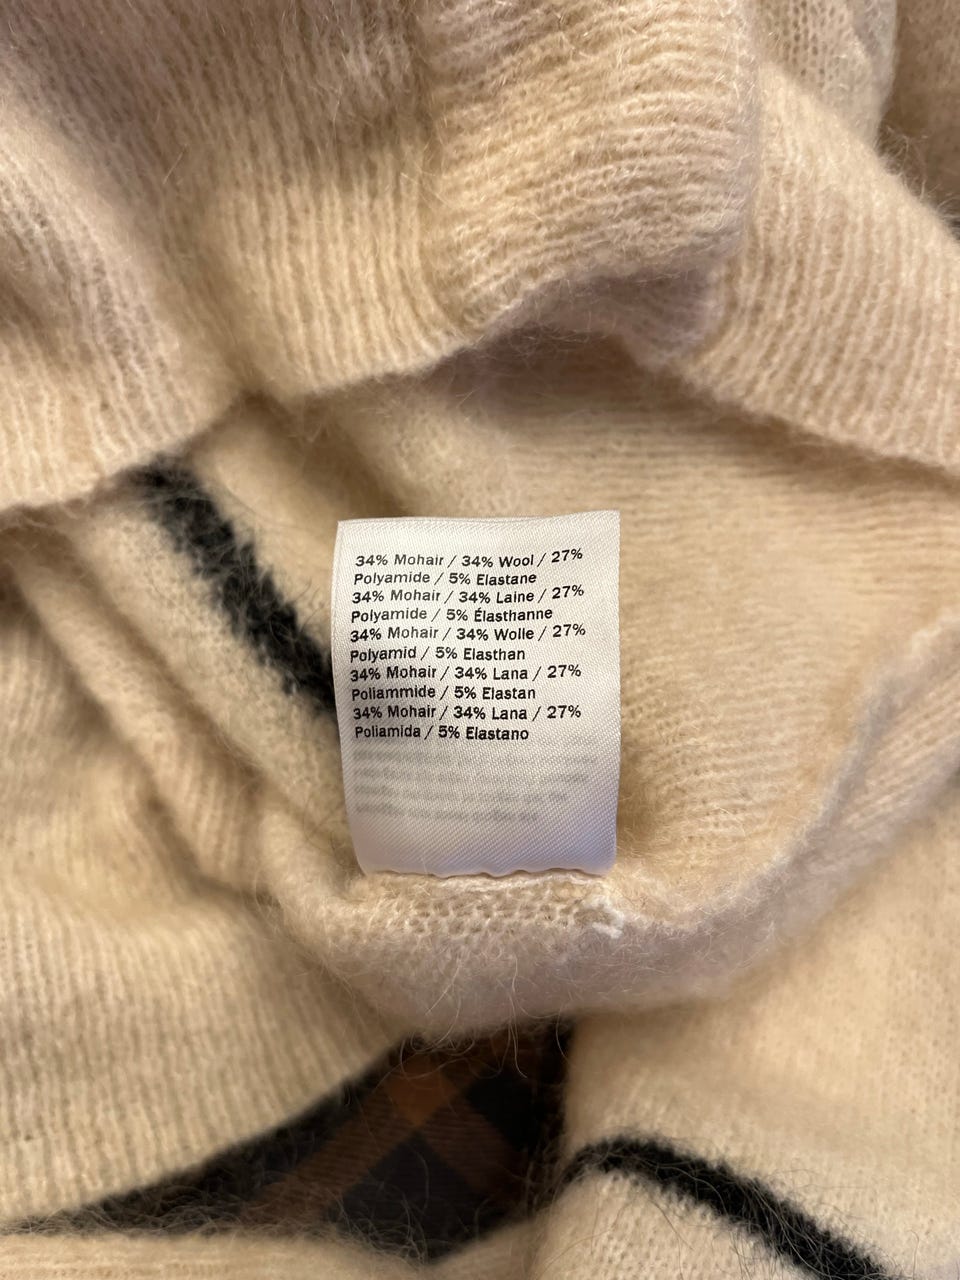 34% Mohair / 34% Wool / 27%
Polyamide / 5% Elastane
34% Mohair / 34% Laine / 27%
Polyamide / 5% Élasthanne
34% Mohair / 34% Wolle / 27%
Polyamid / 5% Elasthan
34% Mohair / 34% Lana / 27%
Poliammide / 5% Elastan
34% Mohair / 34% Lana / 27%
Poliamida / 5% Elastano